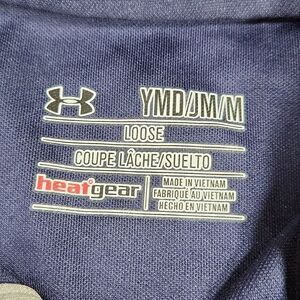 YMD/JM/M
LOOSE
COUPE LÂCHE/SUELTO
heatgear
MADE IN VIETNAM
FABRIQUÉ AU VIETNAM
HECHO EN VIETNAM